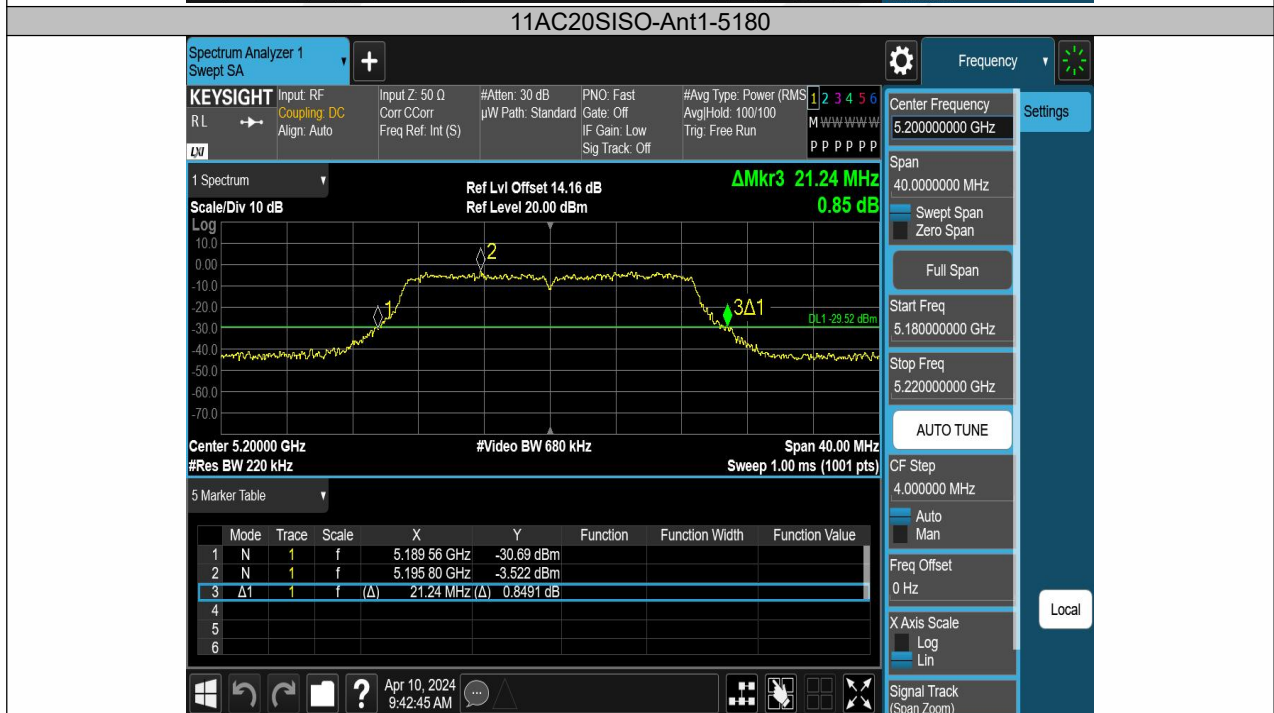 11AC20SISO-Ant1-5180
Spectrum Analyzer 1
Swept SA
+
Frequency
KEYSIGHT
RL
LXI
Input: RF
Coupling: DC
Align: Auto
Input Z: 50 Ω
Corr CCorr
Freq Ref: Int (S)
#Atten: 30 dB
µW Path: Standard
PNO: Fast
Gate: Off
IF Gain: Low
Sig Track: Off
#Avg Type: Power (RMS
Avg|Hold: 100/100
Trig: Free Run
1 2 3 4 5 6
M W W W W W
P P P P P P
1 Spectrum
Scale/Div 10 dB
Ref Lvl Offset 14.16 dB
Ref Level 20.00 dBm
ΔMkr3 21.24 MHz
0.85 dB
Log
10.0
0.00
-10.0
-20.0
-30.0
-40.0
-50.0
-60.0
-70.0
1
2
3Δ1
DL1 -29.52 dBm
Center 5.20000 GHz
#Video BW 680 kHz
Span 40.00 MHz
#Res BW 220 kHz
Sweep 1.00 ms (1001 pts)
5 Marker Table
Mode Trace Scale X Y Function Function Width Function Value
1 N 1 f 5.189 56 GHz -30.69 dBm
2 N 1 f 5.195 80 GHz -3.522 dBm
3 Δ1 1 f (Δ) 21.24 MHz (Δ) 0.8491 dB
4
5
6
?
Apr 10, 2024
9:42:45 AM
Center Frequency
5.200000000 GHz
Settings
Span
40.0000000 MHz
Swept Span
Zero Span
Full Span
Start Freq
5.180000000 GHz
Stop Freq
5.220000000 GHz
AUTO TUNE
CF Step
4.000000 MHz
Auto
Man
Freq Offset
0 Hz
Local
X Axis Scale
Log
Lin
Signal Track
(Span Zoom)